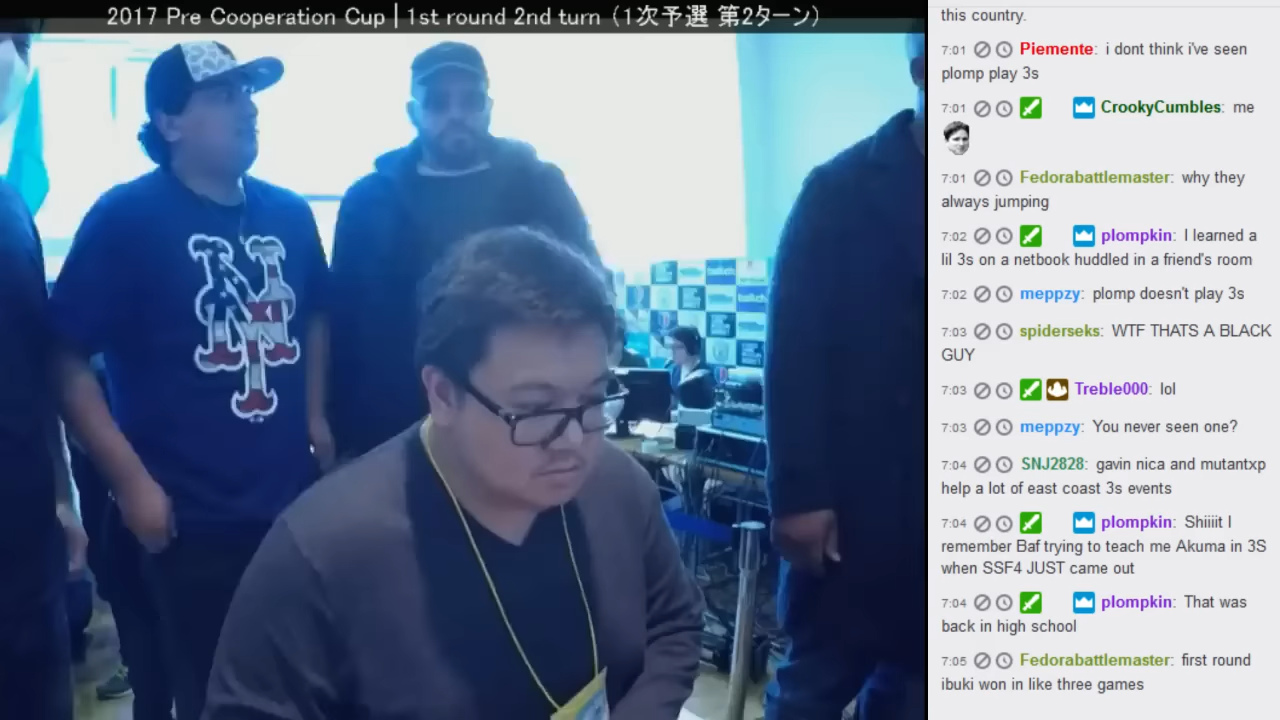 2017 Pre Cooperation Cup | 1st round 2nd turn (1次予選 第2ターン)
NY
twitch
twitch
this country.
7:01 Piemente: i dont think i've seen
plomp play 3s
7:01 CrookyCumbles: me
7:01 Fedorabattlemaster: why they
always jumping
7:02 plompkin: I learned a
lil 3s on a netbook huddled in a friend's room
7:02 meppzy: plomp doesn't play 3s
7:03 spiderseks: WTF THATS A BLACK
GUY
7:03 Treble000: lol
7:03 meppzy: You never seen one?
7:04 SNJ2828: gavin nica and mutantxp
help a lot of east coast 3s events
7:04 plompkin: Shiiiit I
remember Baf trying to teach me Akuma in 3S
when SSF4 JUST came out
7:04 plompkin: That was
back in high school
7:05 Fedorabattlemaster: first round
ibuki won in like three games